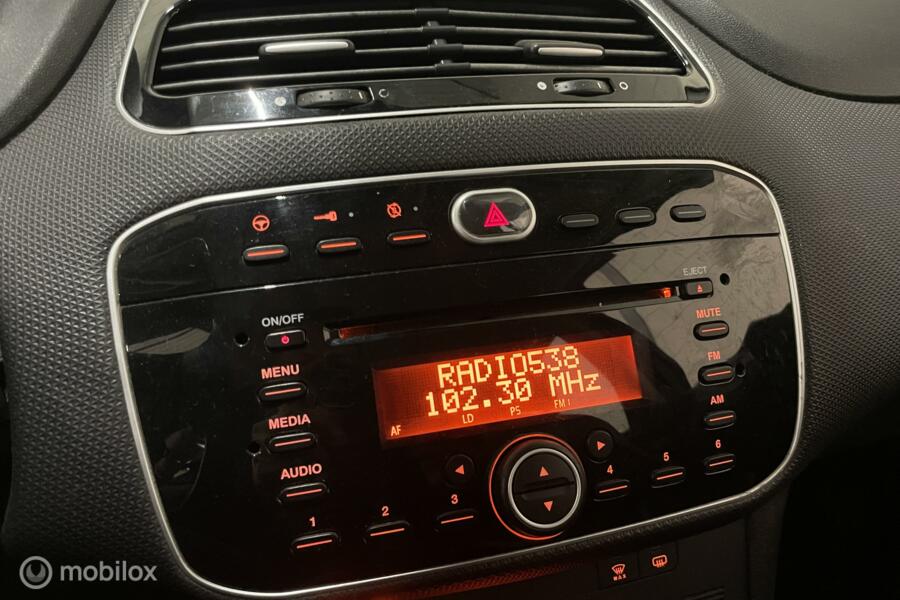 EJECT
ON/OFF
MUTE
RADIO538
102.30 MHz
LD PS FM I
AF
MENU
FM
MEDIA
AM
AUDIO
1 2 3 4 5 6
MAX
mobilox